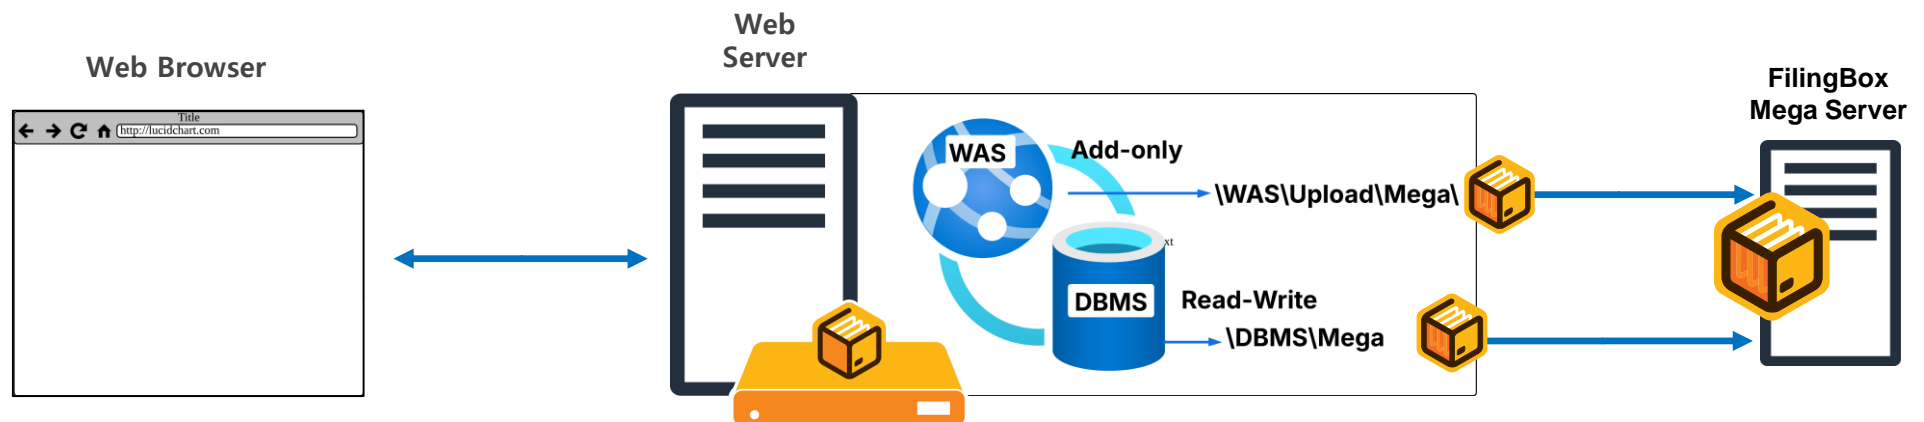 Web Browser
Title
http://lucidchart.com
Web
Server
WAS
Add-only
\WAS\Upload\Mega\
xt
DBMS
Read-Write
\DBMS\Mega
FilingBox
Mega Server